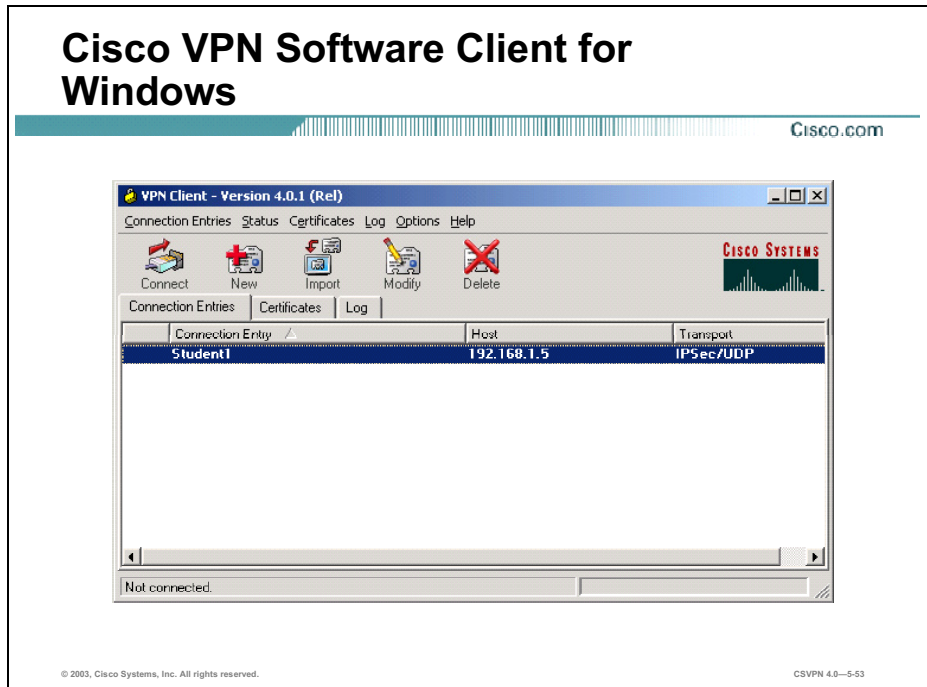 Cisco VPN Software Client for
Windows
Cisco.com
VPN Client - Version 4.0.1 (Rel)
Connection Entries Status Certificates Log Options Help
Connect New Import Modify Delete
CISCO SYSTEMS
Connection Entries Certificates Log
Connection Entry Host Transport
Student1 192.168.1.5 IPSec/UDP
Not connected.
© 2003, Cisco Systems, Inc. All rights reserved. CSVPN 4.0—5-53